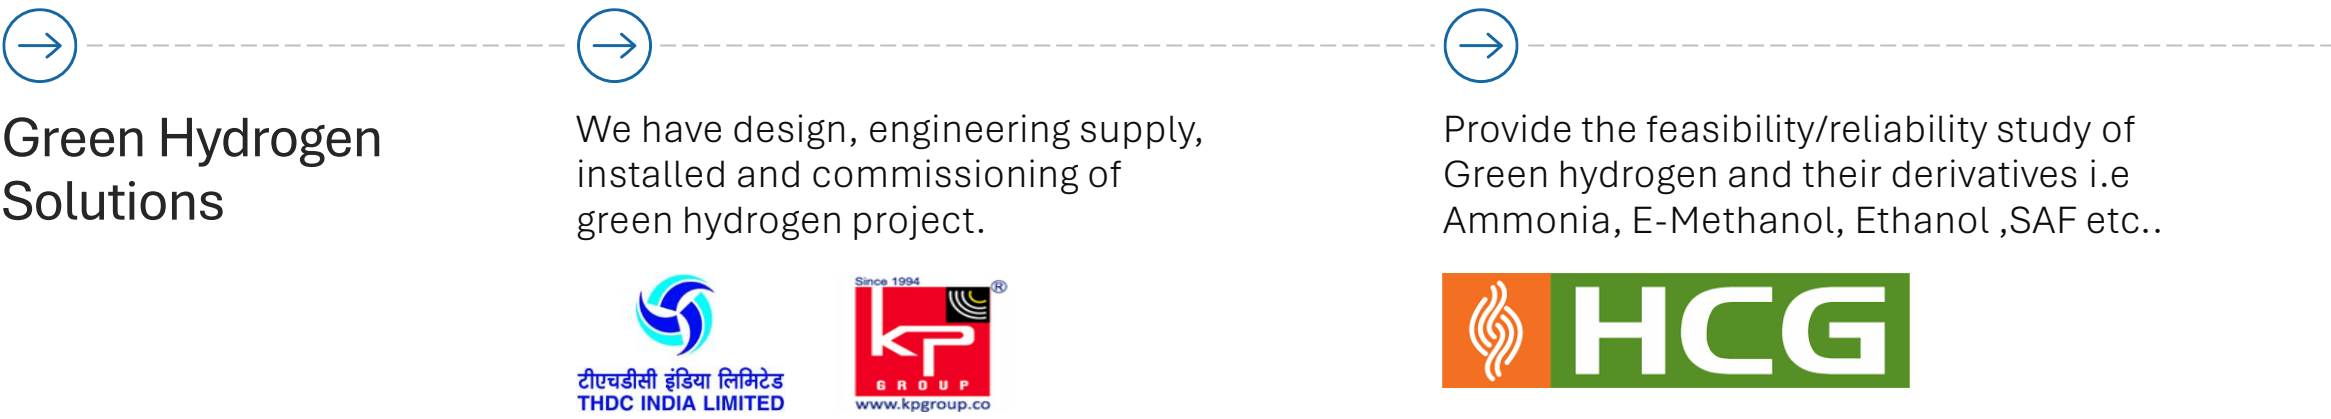 Green Hydrogen
Solutions
We have design, engineering supply,
installed and commissioning of
green hydrogen project.
टीएचडीसी इंडिया लिमिटेड
THDC INDIA LIMITED
Since 1994
®
KP
GROUP
www.kpgroup.co
Provide the feasibility/reliability study of
Green hydrogen and their derivatives i.e
Ammonia, E-Methanol, Ethanol ,SAF etc..
HCG